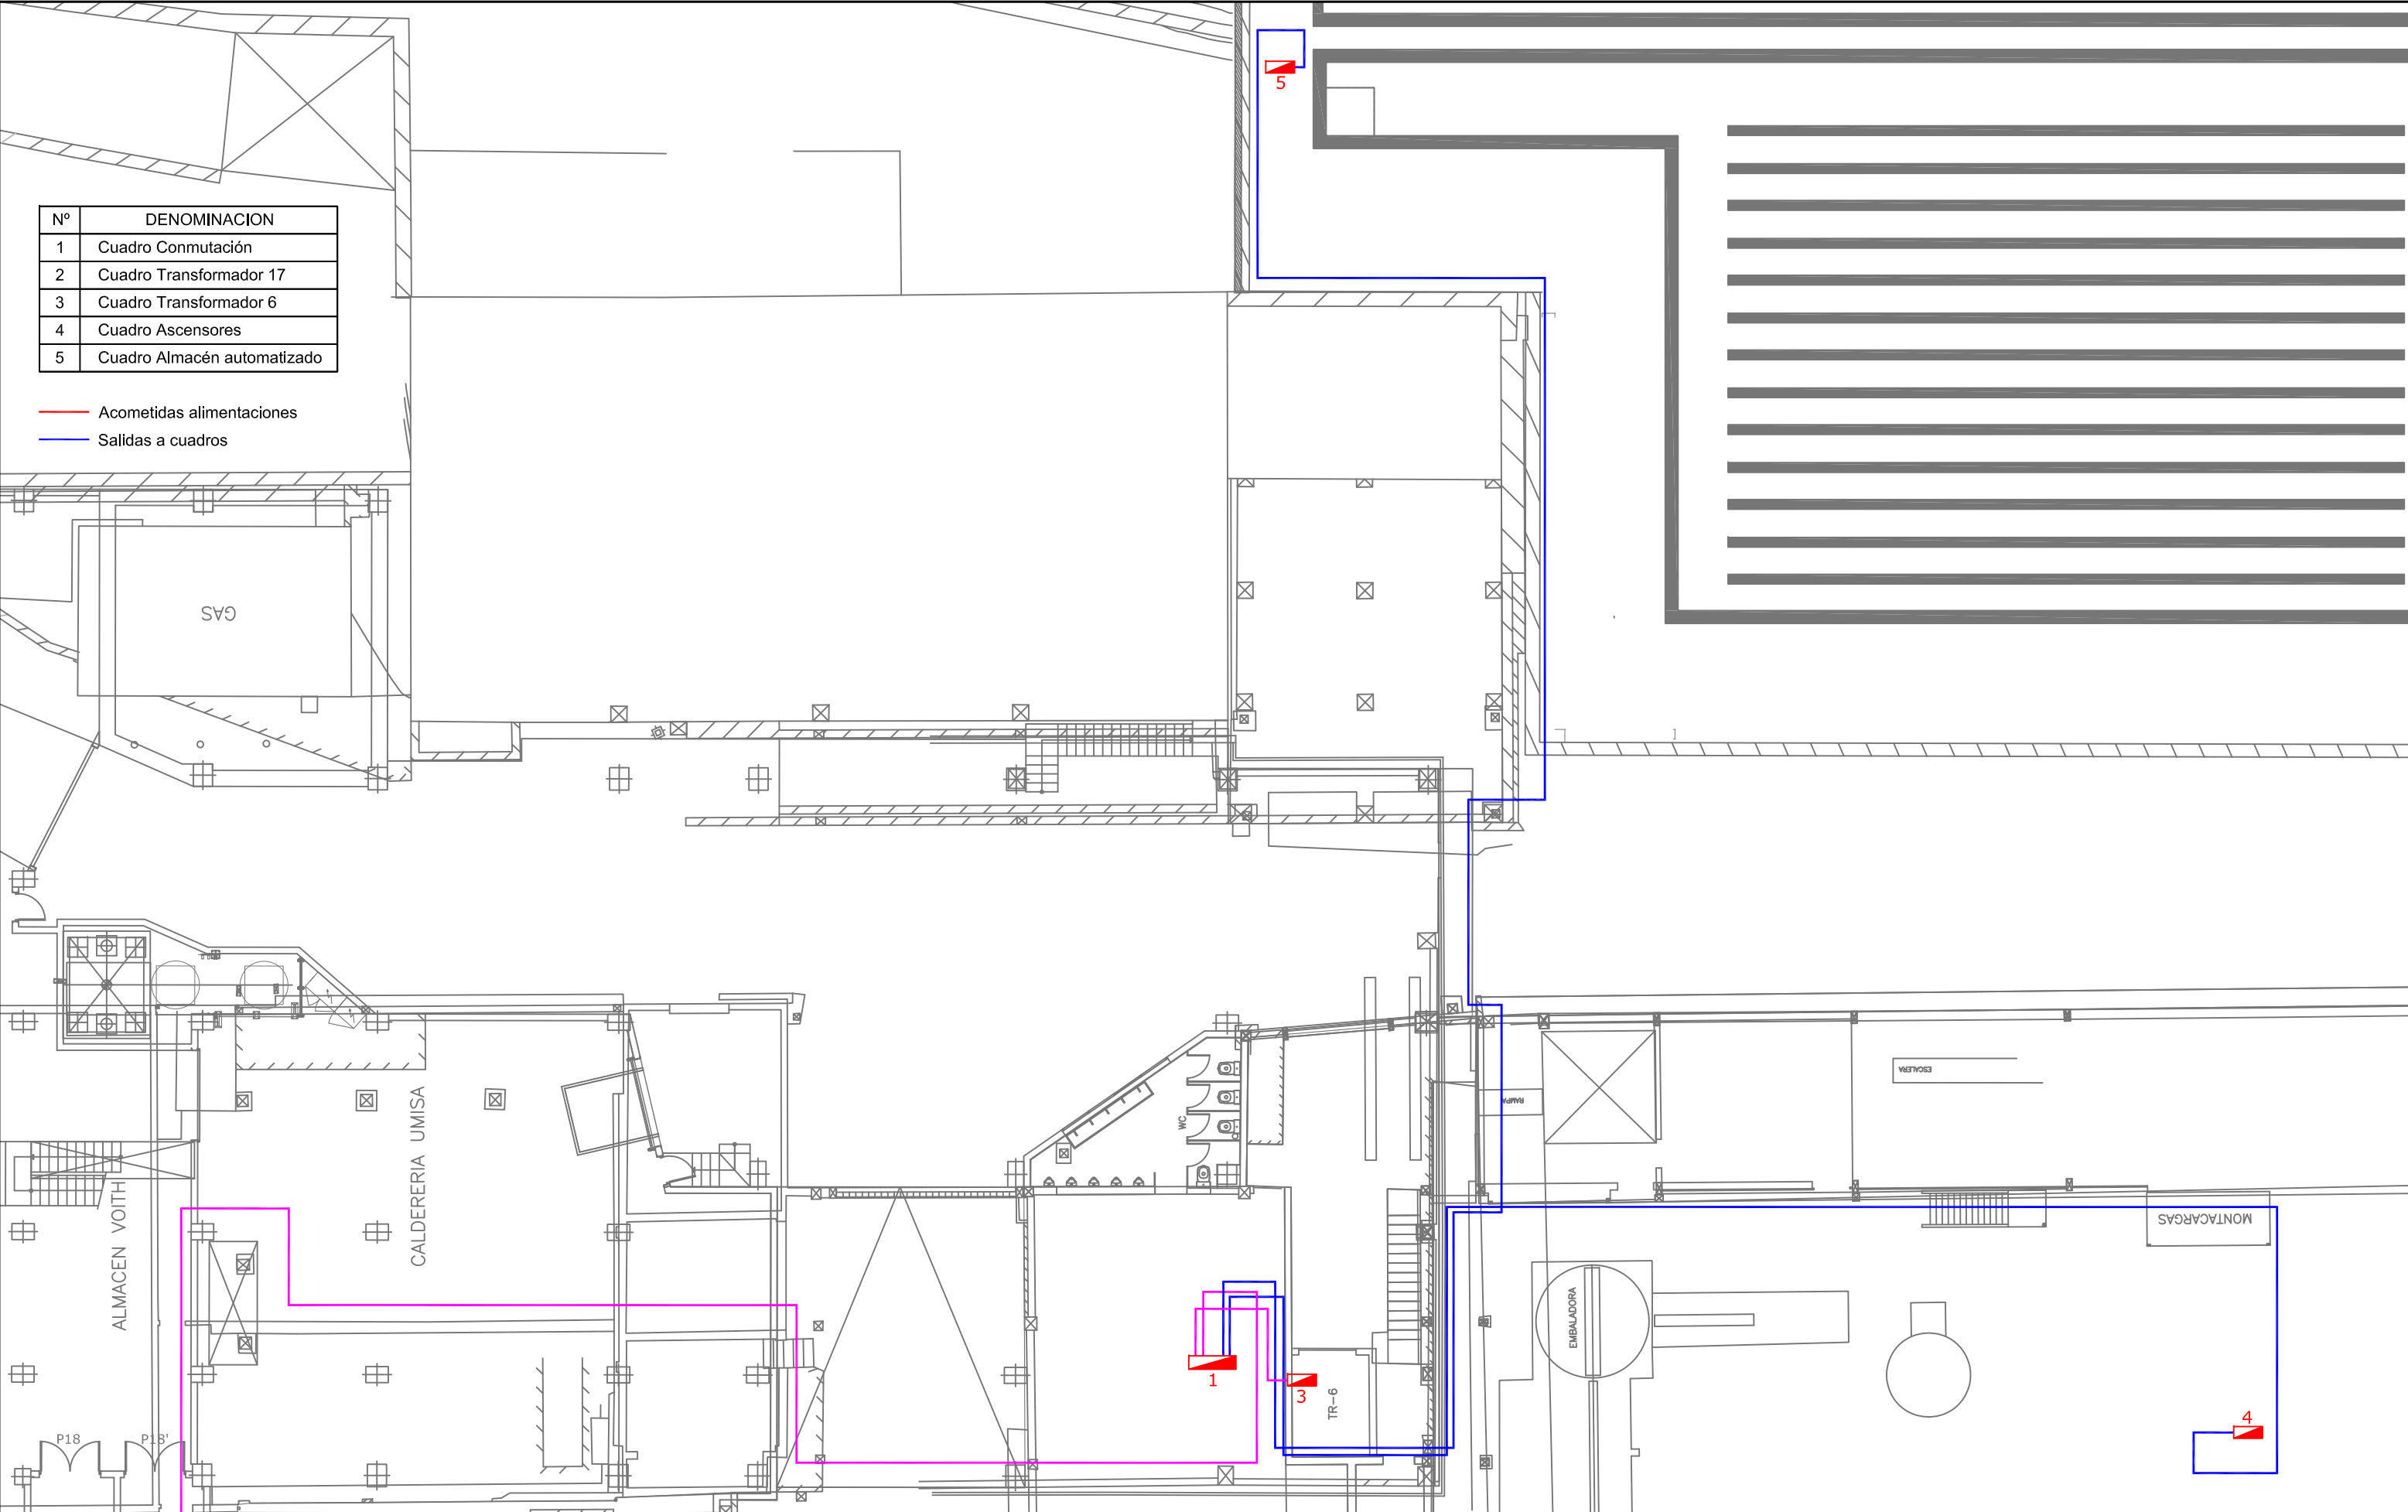 5
Nº DENOMINACION
1 Cuadro Conmutación
2 Cuadro Transformador 17
3 Cuadro Transformador 6
4 Cuadro Ascensores
5 Cuadro Almacén automatizado
Acometidas alimentaciones
Salidas a cuadros
GAS
ESCALERA
RAMPA
WC
CALDERERIA UMISA
ALMACEN VOITH
MONTACARGAS
EMBALADORA
1
3
TR-6
4
P18
P18'